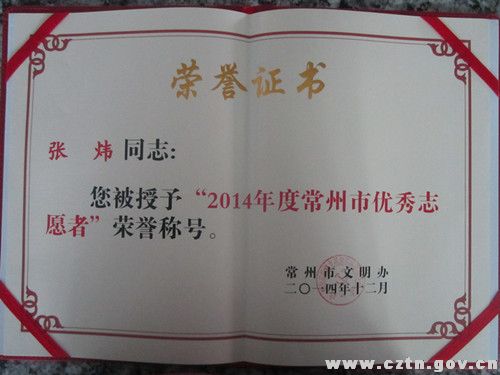 荣誉证书
张 炜 同志:
您被授予“2014年度常州市优秀志
愿者”荣誉称号。
常州市文明办
二〇一四年十二月
www.cztn.gov.cn